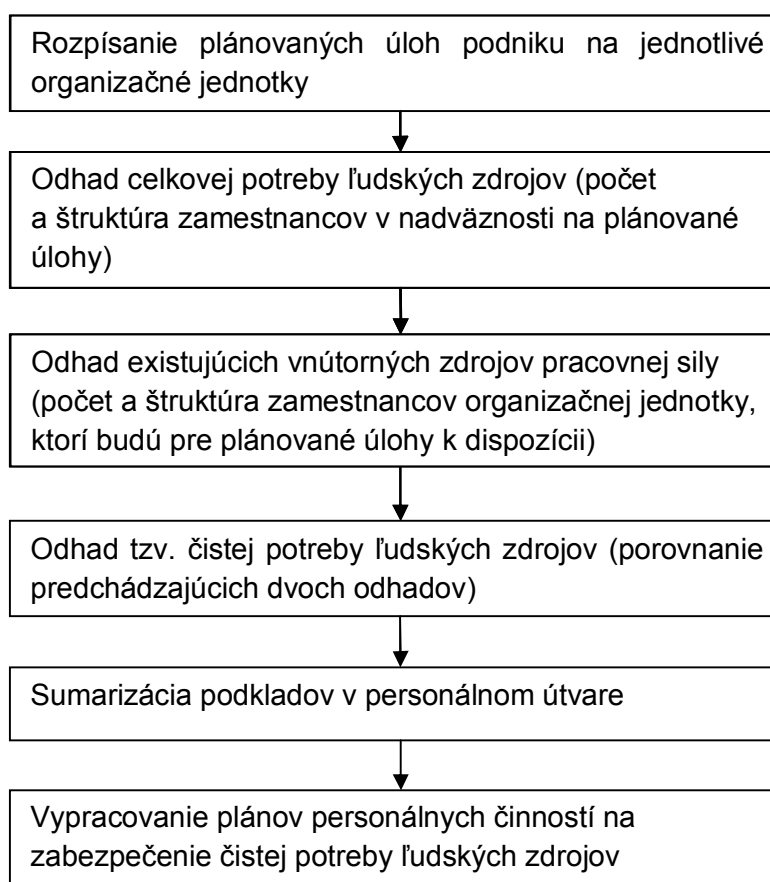 Rozpísanie plánovaných úloh podniku na jednotlivé
organizačné jednotky
Odhad celkovej potreby ľudských zdrojov (počet
a štruktúra zamestnancov v nadväznosti na plánované
úlohy)
Odhad existujúcich vnútorných zdrojov pracovnej sily
(počet a štruktúra zamestnancov organizačnej jednotky,
ktorí budú pre plánované úlohy k dispozícii)
Odhad tzv. čistej potreby ľudských zdrojov (porovnanie
predchádzajúcich dvoch odhadov)
Sumarizácia podkladov v personálnom útvare
Vypracovanie plánov personálnych činností na
zabezpečenie čistej potreby ľudských zdrojov